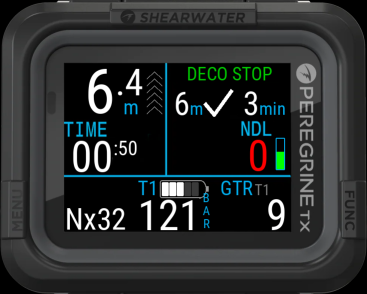 SHEARWATER
6.4 m
DECO STOP
6m 3min
TIME
00:50
NDL
0
T1
GTR T1
Nx32
121 BAR
9
MENU
FUNC
PEREGRINE TX